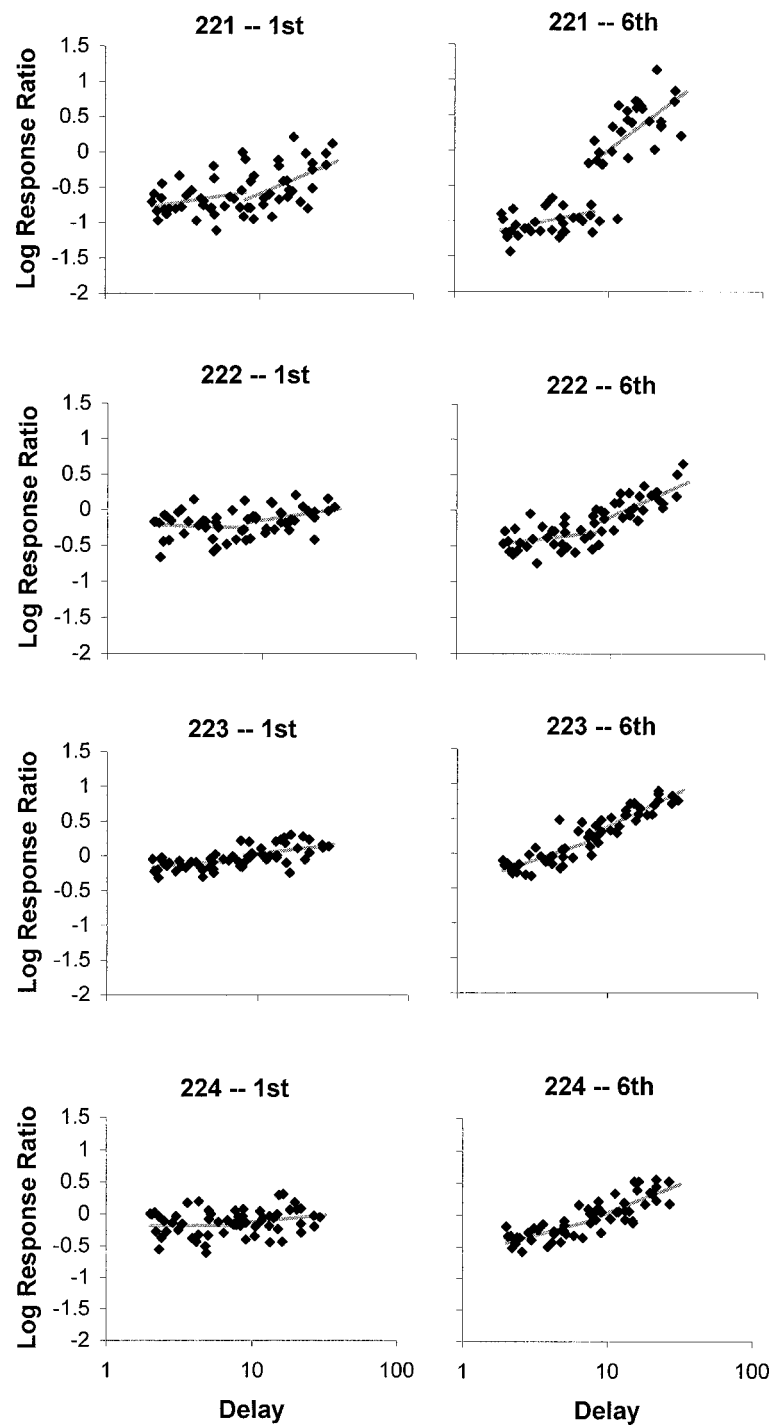 221 -- 1st
221 -- 6th
Log Response Ratio
1.5
1
0.5
0
-0.5
-1
-1.5
-2
222 -- 1st
222 -- 6th
Log Response Ratio
1.5
1
0.5
0
-0.5
-1
-1.5
-2
223 -- 1st
223 -- 6th
Log Response Ratio
1.5
1
0.5
0
-0.5
-1
-1.5
-2
224 -- 1st
224 -- 6th
Log Response Ratio
1.5
1
0.5
0
-0.5
-1
-1.5
-2
1 10 100
1 10 100
Delay
Delay